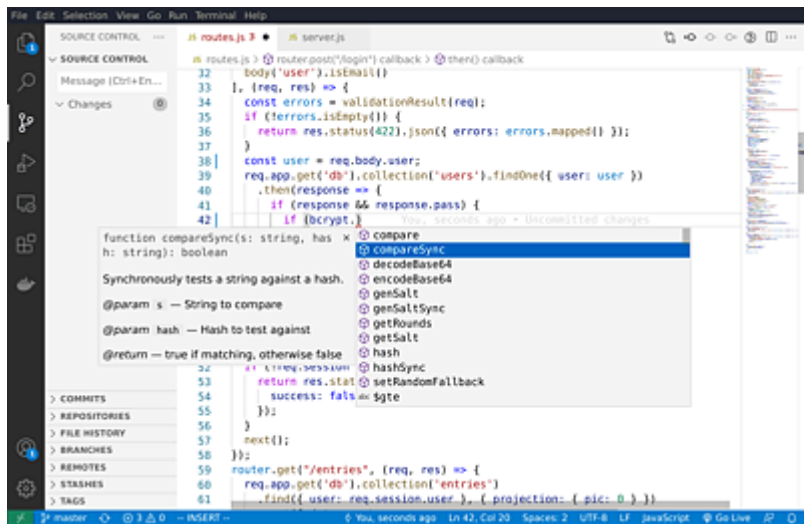 File Edit Selection View Go Run Terminal Help
SOURCE CONTROL ···
JS routes.js 3 ●
JS server.js
SOURCE CONTROL
Message (Ctrl+En...
Changes 0
JS routes.js > router.post("/login") callback > then() callback
32 body('user').isEmail()
33 ], (req, res) => {
34 const errors = validationResult(req);
35 if (!errors.isEmpty()) {
36 return res.status(422).json({ errors: errors.mapped() });
37 }
38 const user = req.body.user;
39 req.app.get('db').collection('users').findOne({ user: user })
40 .then(response => {
41 if (response && response.pass) {
42 if (bcrypt.) You, seconds ago • Uncommitted changes
function compareSync(s: string, has
h: string): boolean
Synchronously tests a string against a hash.
@param s — String to compare
@param hash — Hash to test against
@return — true if matching, otherwise false
compare
compareSync
decodeBase64
encodeBase64
genSalt
genSaltSync
getRounds
getSalt
hash
hashSync
setRandomFallback
abc $gte
52 if (!req.session
53 return res.stat
54 success: fals
55 });
56 }
57 next();
58 });
59 router.get("/entries", (req, res) => {
60 req.app.get('db').collection('entries')
61 .find({ user: req.session.user }, { projection: { pic: 0 } })
COMMITS
REPOSITORIES
FILE HISTORY
BRANCHES
REMOTES
STASHES
TAGS
master 3 0 -- INSERT -- You, seconds ago Ln 42, Col 20 Spaces: 2 UTF-8 LF JavaScript Go Live